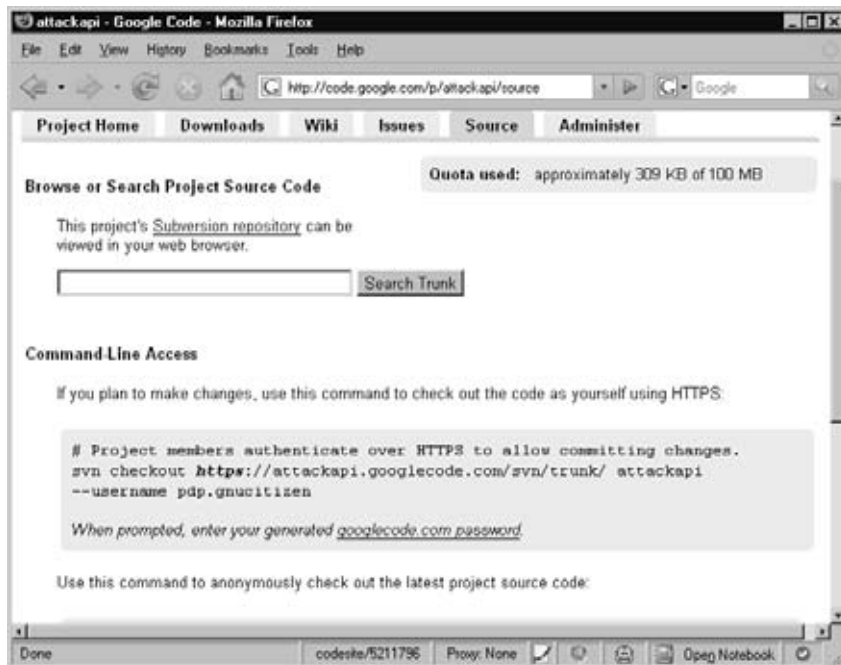 attackapi - Google Code - Mozilla Firefox
File Edit View History Bookmarks Tools Help
http://code.google.com/p/attackapi/source
Google
Project Home Downloads Wiki Issues Source Administer
Quota used: approximately 309 KB of 100 MB
Browse or Search Project Source Code
This project's Subversion repository can be
viewed in your web browser.
Search Trunk
Command-Line Access
If you plan to make changes, use this command to check out the code as yourself using HTTPS:
# Project members authenticate over HTTPS to allow committing changes.
svn checkout https://attackapi.googlecode.com/svn/trunk/ attackapi
--username pdp.gnucitizen
When prompted, enter your generated googlecode.com password.
Use this command to anonymously check out the latest project source code:
Done codesite/5211796 Proxy: None Open Notebook